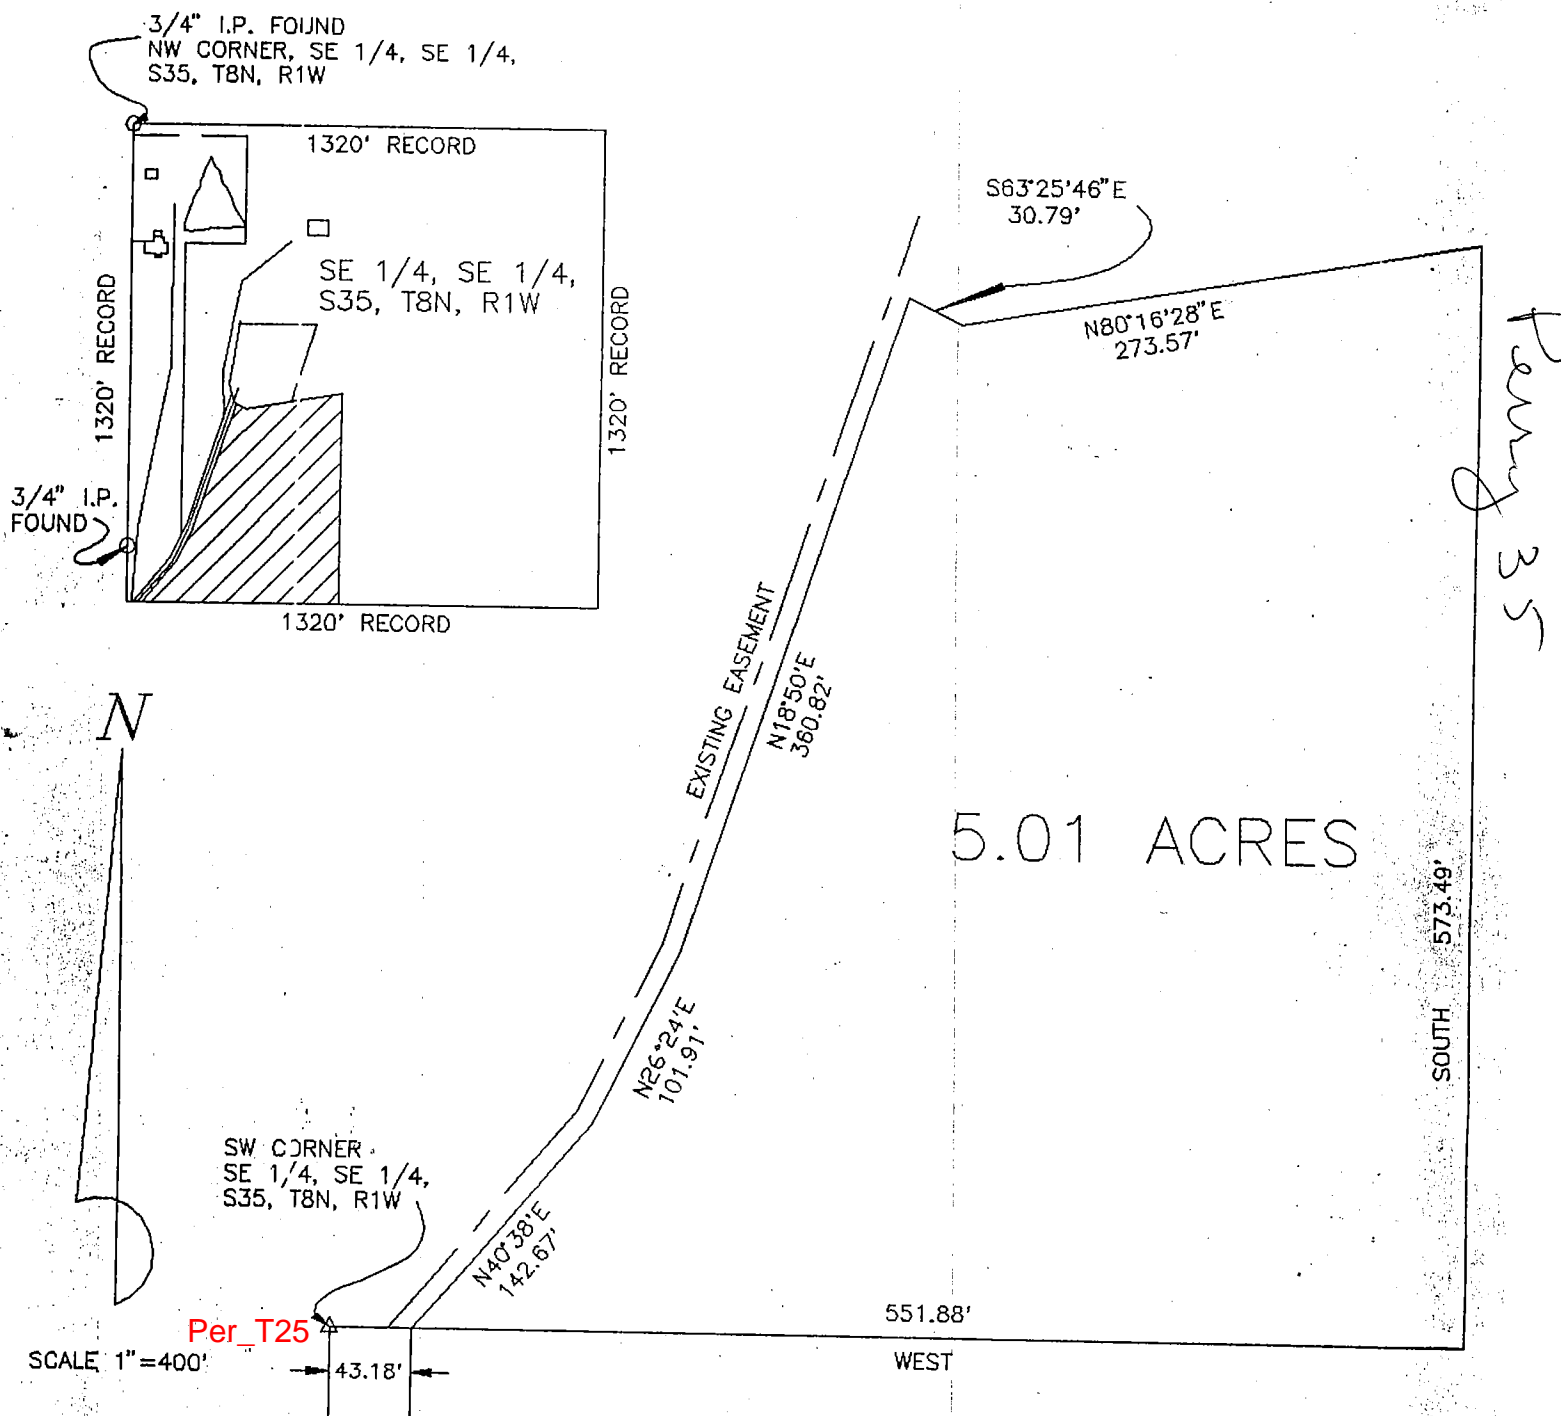 3/4" I.P. FOUND
NW CORNER, SE 1/4, SE 1/4,
S35, T8N, R1W
1320' RECORD
1320' RECORD
SE 1/4, SE 1/4,
S35, T8N, R1W
1320' RECORD
3/4" I.P.
FOUND
1320' RECORD
S63°25'46"E
30.79'
N80°16'28"E
273.57'
Perry 35
EXISTING EASEMENT
N18°50'E
360.82'
5.01 ACRES
SOUTH 573.49'
N26°24'E
101.91'
N
SW CORNER
SE 1/4, SE 1/4,
S35, T8N, R1W
N40°38'E
142.67'
Per_T25
551.88'
WEST
43.18'
SCALE 1"=400'